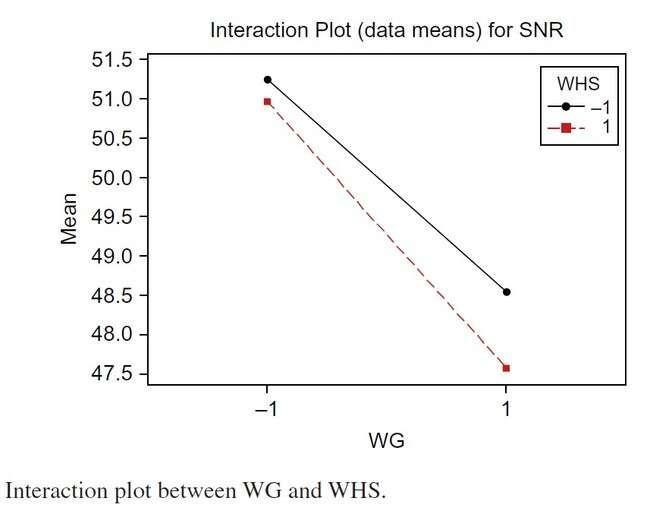 Interaction Plot (data means) for SNR
51.5
51.0
50.5
50.0
49.5
49.0
48.5
48.0
47.5
Mean
WHS
–1
1
–1 1
WG
Interaction plot between WG and WHS.